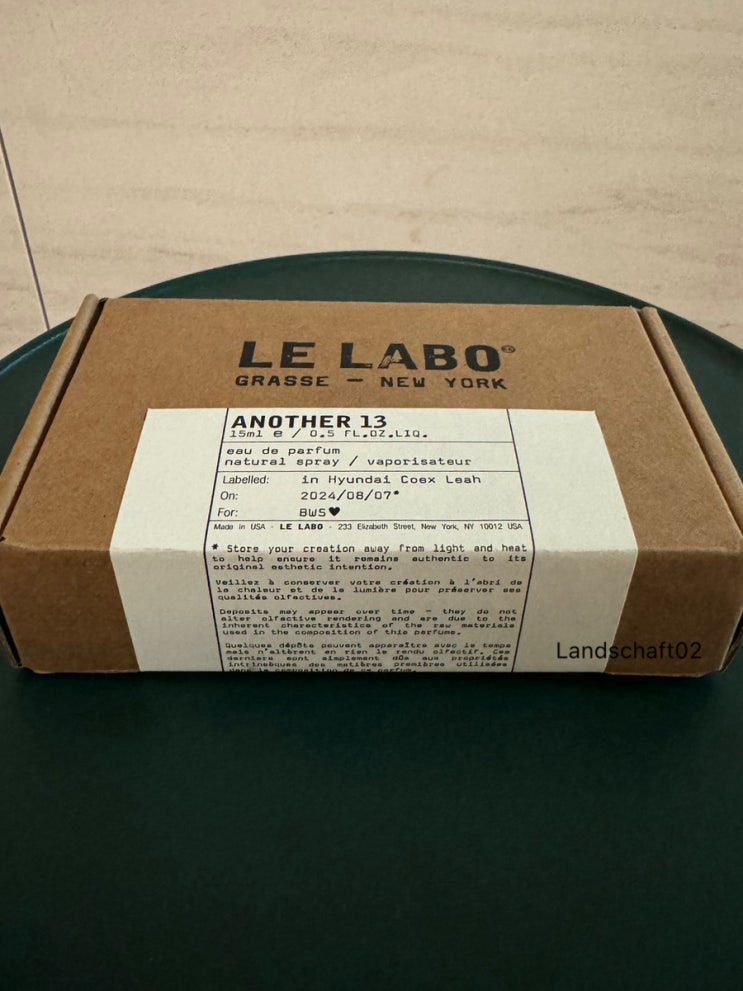 LE LABO®
GRASSE — NEW YORK
ANOTHER 13
15ml e / 0.5 FL.OZ.LIQ.
eau de parfum
natural spray / vaporisateur
Labelled: in Hyundai Coex Leah
On: 2024/08/07*
For: BWS♥
Made in USA - LE LABO - 233 Elizabeth Street, New York, NY 10012 USA
* Store your creation away from light and heat
to help ensure it remains authentic to its
original esthetic intention.
Veillez à conserver votre création à l'abri de
la chaleur et de la lumière pour préserver ses
qualités olfactives.
Deposits may appear over time - they do not
alter olfactive rendering and are due to the
inherent characteristics of the raw materials
used in the composition of this perfume.
Quelques dépôts peuvent apparaître avec le temps
mais n'altèrent en rien le rendu olfactif. Ces
derniers sont simplement dûs aux propriétés
intrinsèques des matières premières utilisées
dans la composition de ce parfum.
Landschaft02